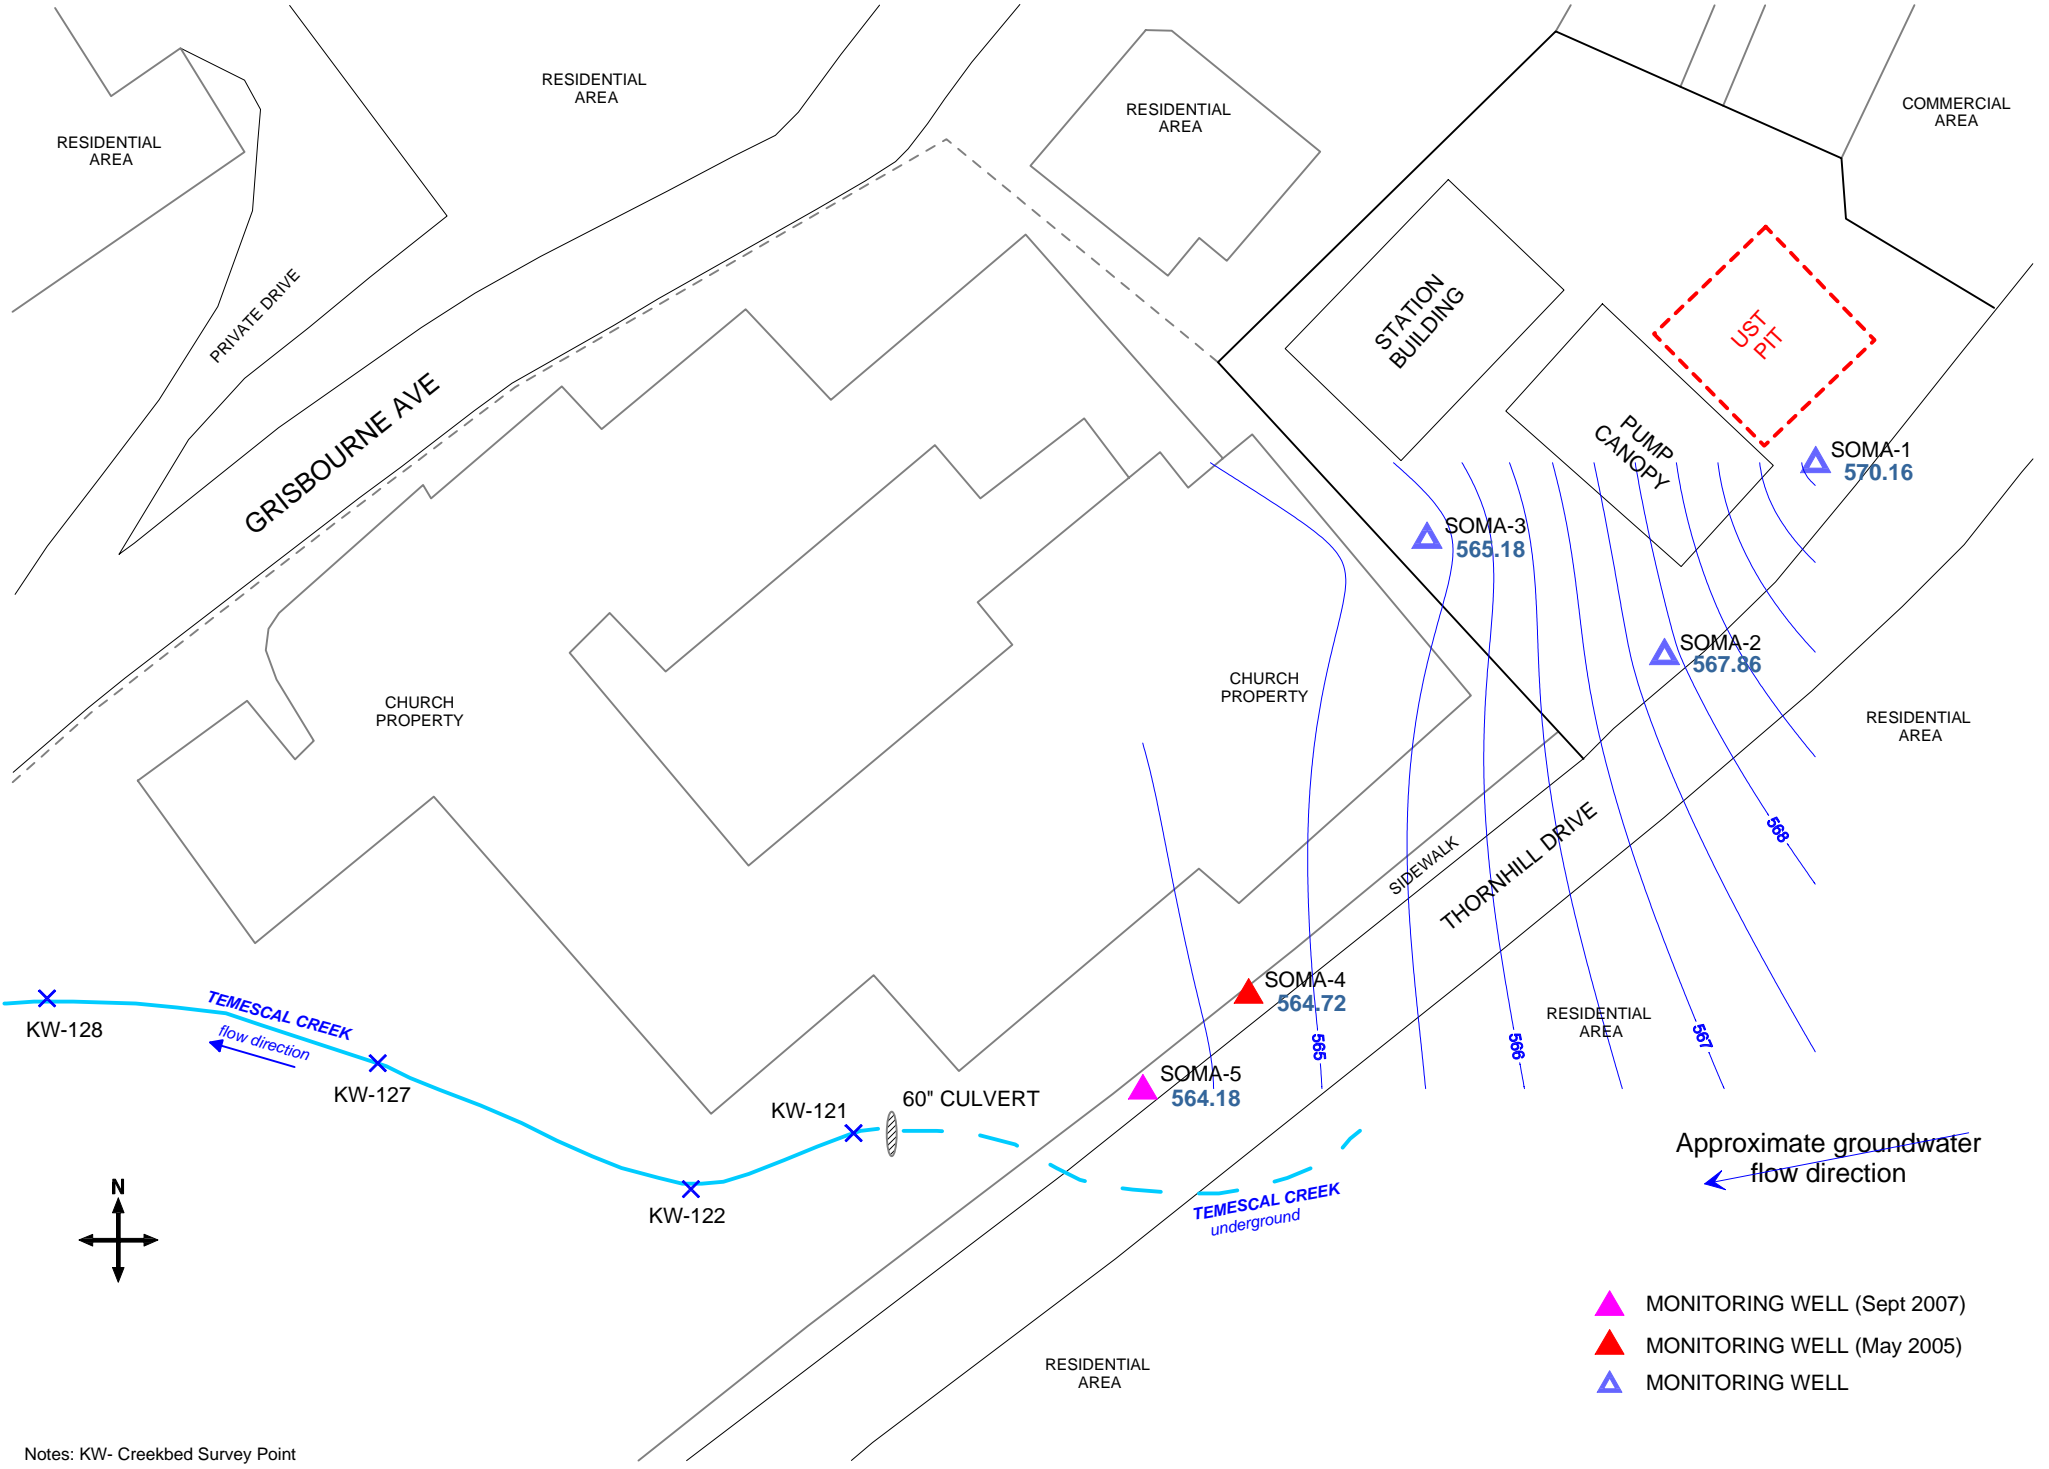 RESIDENTIAL
AREA
RESIDENTIAL
AREA
RESIDENTIAL
AREA
COMMERCIAL
AREA
PRIVATE DRIVE
GRISBOURNE AVE
STATION
BUILDING
UST
PIT
PUMP
CANOPY
SOMA-1
570.16
SOMA-3
565.18
SOMA-2
567.86
CHURCH
PROPERTY
CHURCH
PROPERTY
RESIDENTIAL
AREA
568
SIDEWALK
THORNHILL DRIVE
SOMA-4
564.72
RESIDENTIAL
AREA
565
566
567
TEMESCAL CREEK
flow direction
KW-128
KW-127
KW-121
60" CULVERT
SOMA-5
564.18
KW-122
TEMESCAL CREEK
underground
Approximate groundwater
flow direction
N
MONITORING WELL (Sept 2007)
MONITORING WELL (May 2005)
MONITORING WELL
RESIDENTIAL
AREA
Notes: KW- Creekbed Survey Point